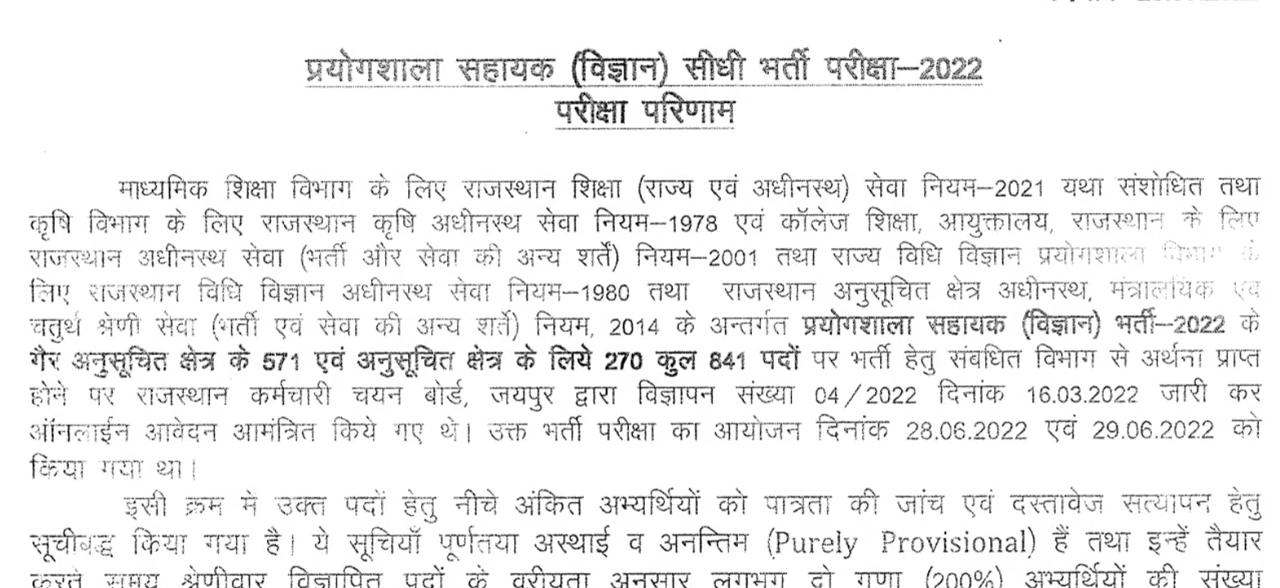 प्रयोगशाला सहायक (विज्ञान) सीधी भर्ती परीक्षा–2022
परीक्षा परिणाम
माध्यमिक शिक्षा विभाग के लिए राजस्थान शिक्षा (राज्य एवं अधीनस्थ) सेवा नियम–2021 यथा संशोधित तथा
कृषि विभाग के लिए राजस्थान कृषि अधीनस्थ सेवा नियम–1978 एवं कॉलेज शिक्षा, आयुक्तालय, राजस्थान के लिए
राजस्थान अधीनस्थ सेवा (भर्ती और सेवा की अन्य शर्तें) नियम–2001 तथा राज्य विधि विज्ञान प्रयोगशाला विभाग के
लिए राजस्थान विधि विज्ञान अधीनस्थ सेवा नियम–1980 तथा राजस्थान अनुसूचित क्षेत्र अधीनस्थ, मंत्रालयिक एवं
चतुर्थ श्रेणी सेवा (भर्ती एवं सेवा की अन्य शर्ते) नियम, 2014 के अन्तर्गत प्रयोगशाला सहायक (विज्ञान) भर्ती–2022 के
गैर अनुसूचित क्षेत्र के 571 एवं अनुसूचित क्षेत्र के लिये 270 कुल 841 पदों पर भर्ती हेतु संबधित विभाग से अर्थना प्राप्त
होने पर राजस्थान कर्मचारी चयन बोर्ड, जयपुर द्वारा विज्ञापन संख्या 04/2022 दिनांक 16.03.2022 जारी कर
ऑनलाईन आवेदन आमंत्रित किये गए थे। उक्त भर्ती परीक्षा का आयोजन दिनांक 28.06.2022 एवं 29.06.2022 को
किया गया था।
इसी क्रम मे उक्त पदों हेतु नीचे अंकित अभ्यर्थियों को पात्रता की जांच एवं दस्तावेज सत्यापन हेतु
सूचीबद्ध किया गया है। ये सूचियाँ पूर्णतया अस्थाई व अनन्तिम (Purely Provisional) हैं तथा इन्हें तैयार
करते समय श्रेणीवार विज्ञापित पदों के वरीयता अनुसार लगभग दो गुणा (200%) अभ्यर्थियों की संख्या